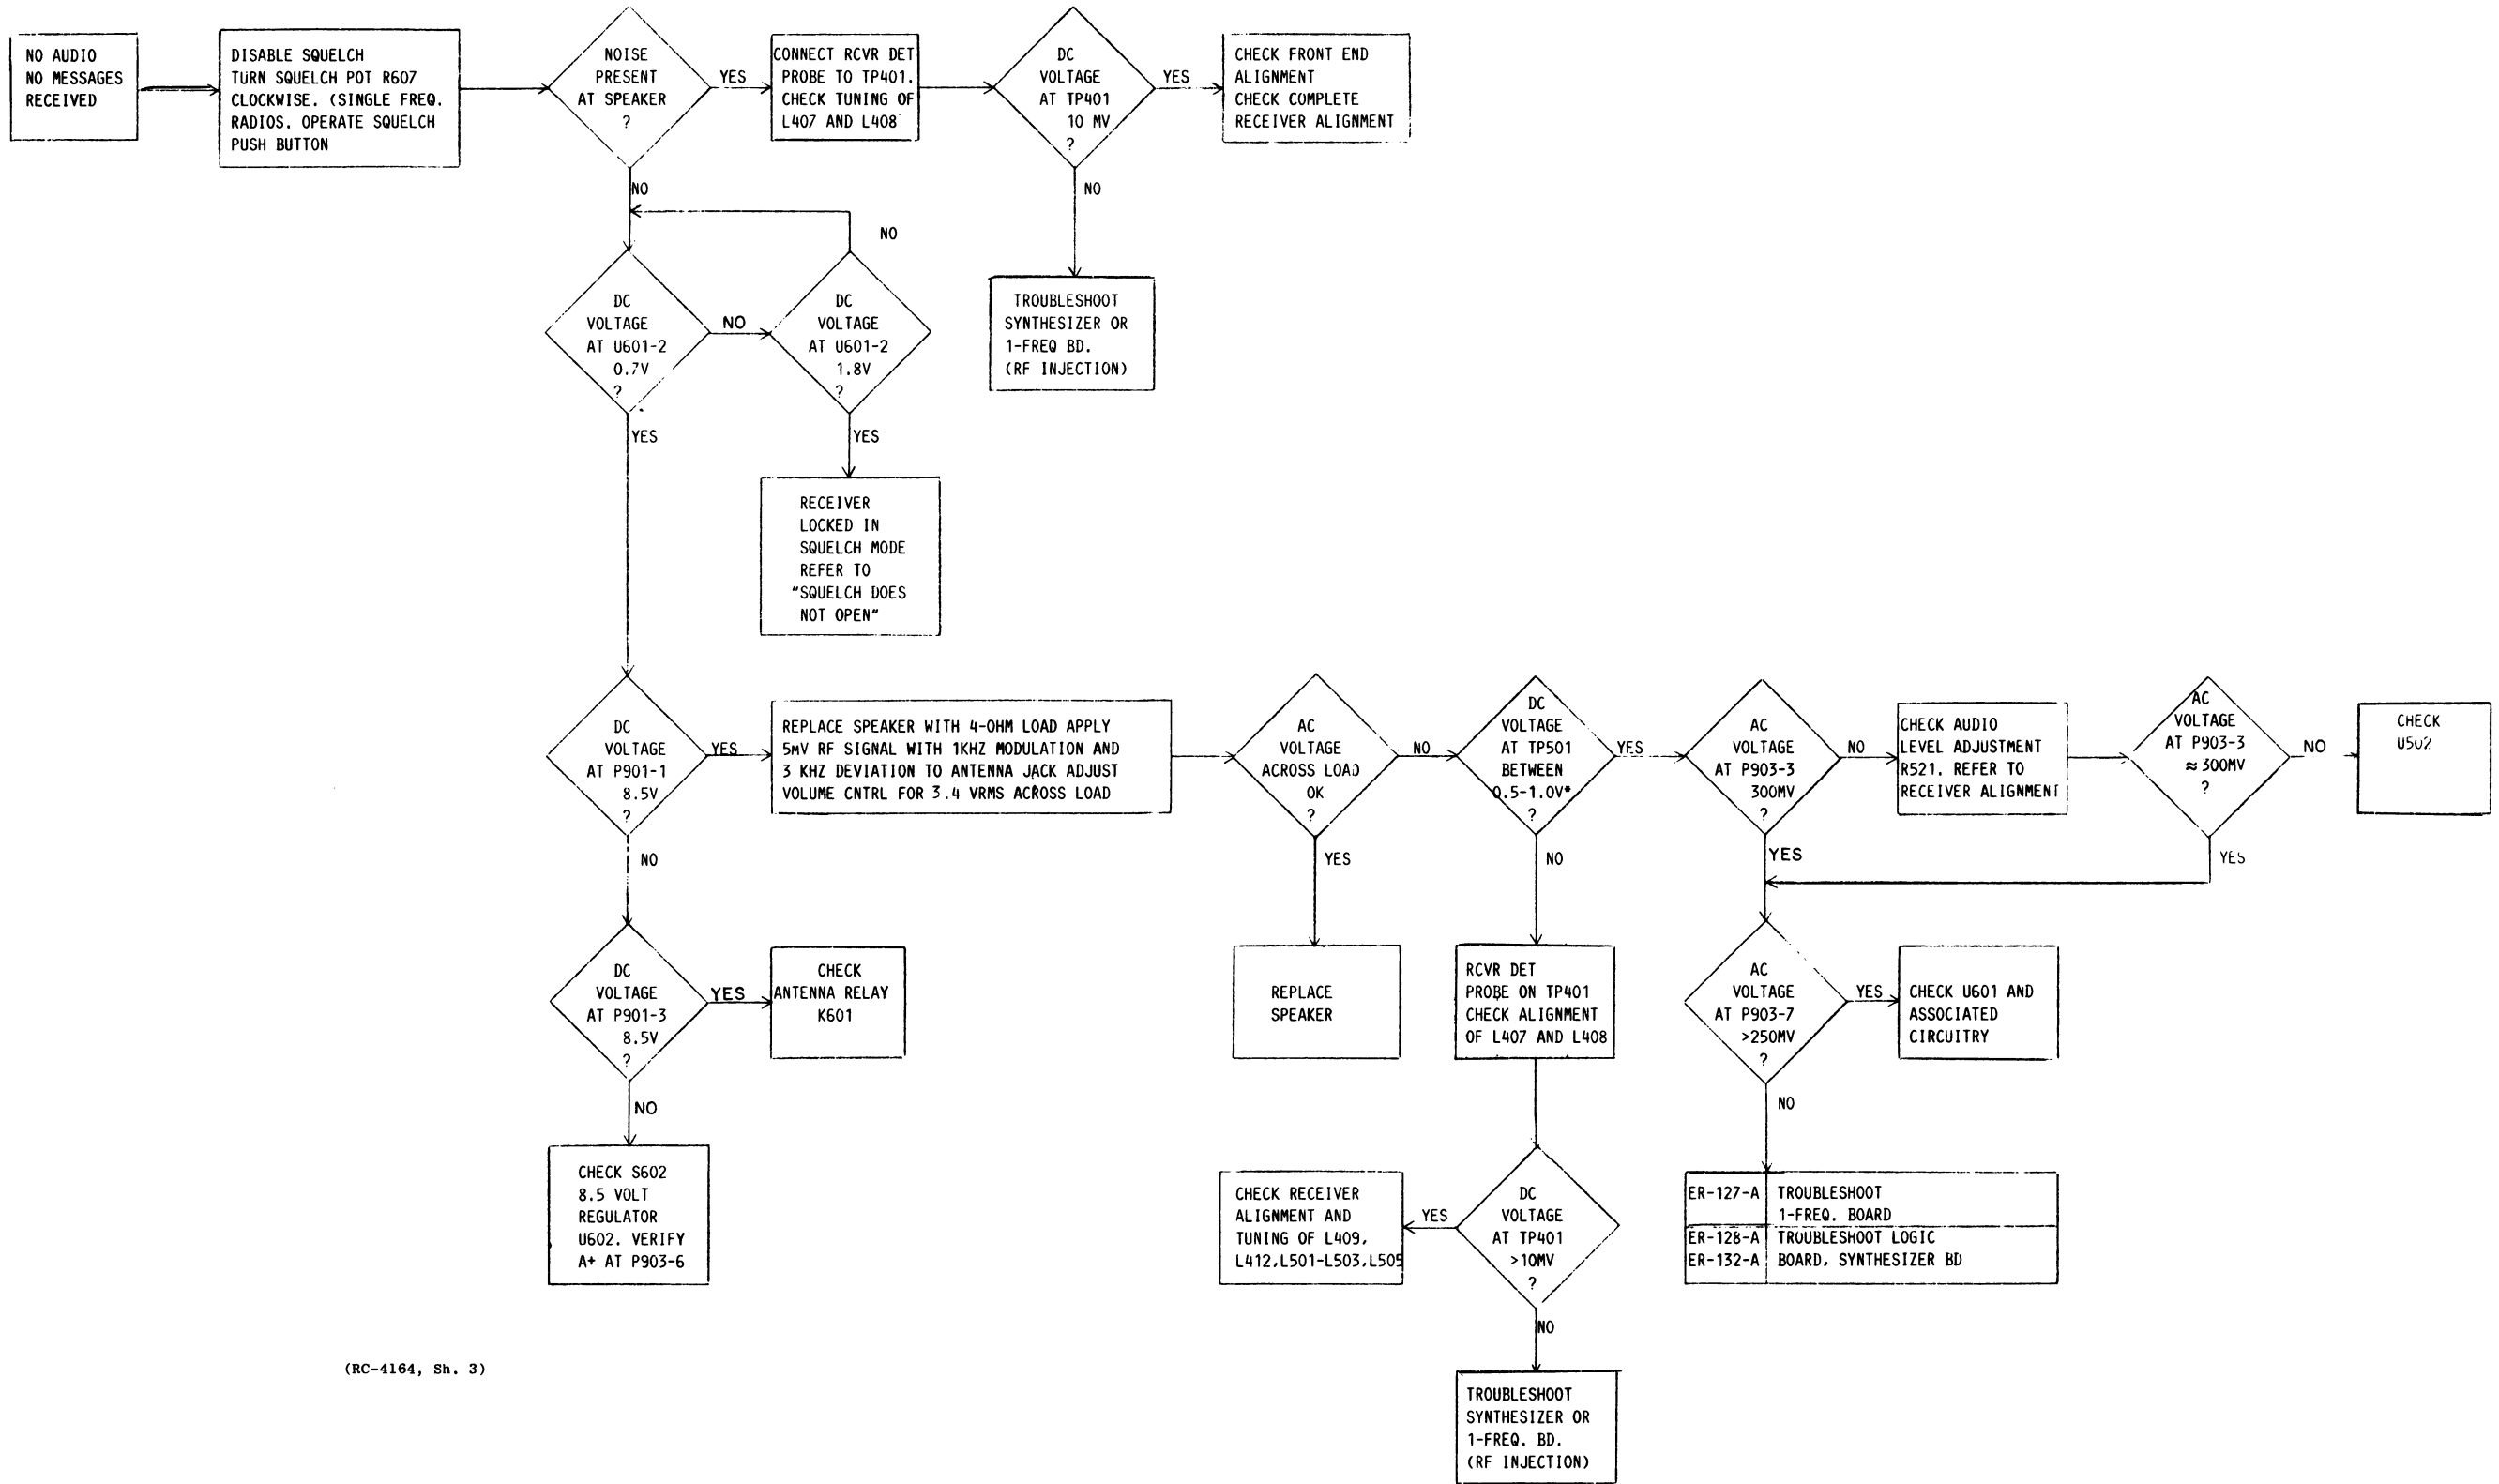 NO AUDIO
NO MESSAGES
RECEIVED
DISABLE SQUELCH
TURN SQUELCH POT R607
CLOCKWISE. (SINGLE FREQ.
RADIOS. OPERATE SQUELCH
PUSH BUTTON
NOISE
PRESENT
AT SPEAKER
?
YES
NO
CONNECT RCVR DET
PROBE TO TP401.
CHECK TUNING OF
L407 AND L408
DC
VOLTAGE
AT TP401
10 MV
?
YES
NO
CHECK FRONT END
ALIGNMENT
CHECK COMPLETE
RECEIVER ALIGNMENT
TROUBLESHOOT
SYNTHESIZER OR
1-FREQ BD.
(RF INJECTION)
DC
VOLTAGE
AT U601-2
0.7V
?
NO
YES
DC
VOLTAGE
AT U601-2
1.8V
?
NO
YES
RECEIVER
LOCKED IN
SQUELCH MODE
REFER TO
"SQUELCH DOES
NOT OPEN"
DC
VOLTAGE
AT P901-1
8.5V
?
YES
NO
REPLACE SPEAKER WITH 4-OHM LOAD APPLY
5MV RF SIGNAL WITH 1KHZ MODULATION AND
3 KHZ DEVIATION TO ANTENNA JACK ADJUST
VOLUME CNTRL FOR 3.4 VRMS ACROSS LOAD
AC
VOLTAGE
ACROSS LOAD
OK
?
NO
YES
DC
VOLTAGE
AT TP501
BETWEEN
0.5-1.0V*
?
YES
NO
AC
VOLTAGE
AT P903-3
300MV
?
NO
YES
CHECK AUDIO
LEVEL ADJUSTMENT
R521. REFER TO
RECEIVER ALIGNMENT
AC
VOLTAGE
AT P903-3
≈300MV
?
NO
YES
CHECK
U502
DC
VOLTAGE
AT P901-3
8.5V
?
YES
NO
CHECK
ANTENNA RELAY
K601
REPLACE
SPEAKER
RCVR DET
PROBE ON TP401
CHECK ALIGNMENT
OF L407 AND L408
AC
VOLTAGE
AT P903-7
>250MV
?
YES
NO
CHECK U601 AND
ASSOCIATED
CIRCUITRY
CHECK S602
8.5 VOLT
REGULATOR
U602. VERIFY
A+ AT P903-6
CHECK RECEIVER
ALIGNMENT AND
TUNING OF L409,
L412,L501-L503,L505
YES
DC
VOLTAGE
AT TP401
>10MV
?
NO
ER-127-A TROUBLESHOOT
1-FREQ. BOARD
ER-128-A TROUBLESHOOT LOGIC
ER-132-A BOARD, SYNTHESIZER BD
TROUBLESHOOT
SYNTHESIZER OR
1-FREQ. BD.
(RF INJECTION)
(RC-4164, Sh. 3)